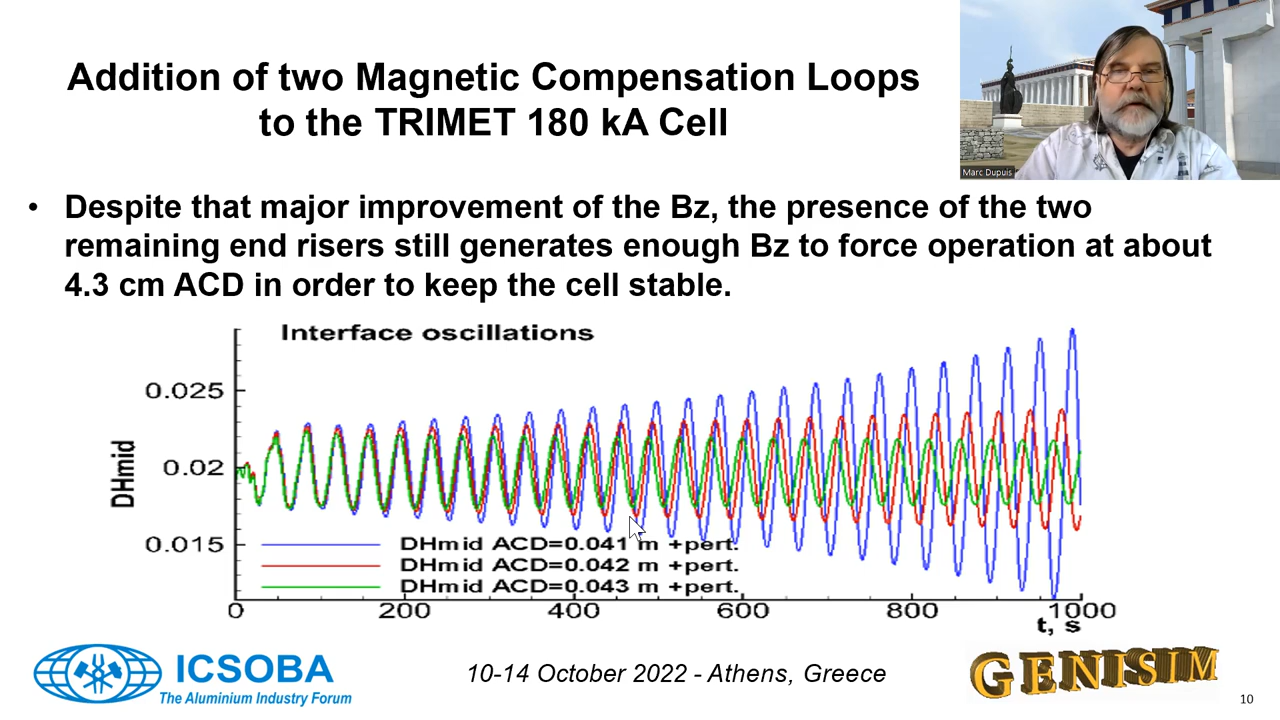 Addition of two Magnetic Compensation Loops
to the TRIMET 180 kA Cell
Marc Dupuis
• Despite that major improvement of the Bz, the presence of the two
remaining end risers still generates enough Bz to force operation at about
4.3 cm ACD in order to keep the cell stable.
Interface oscillations
0.025
0.02
0.015
DHmid
DHmid ACD=0.041 m +pert.
DHmid ACD=0.042 m +pert.
DHmid ACD=0.043 m +pert.
0 200 400 600 800 1000
t, s
ICSOBA
The Aluminium Industry Forum
10-14 October 2022 - Athens, Greece
GENISIM
10